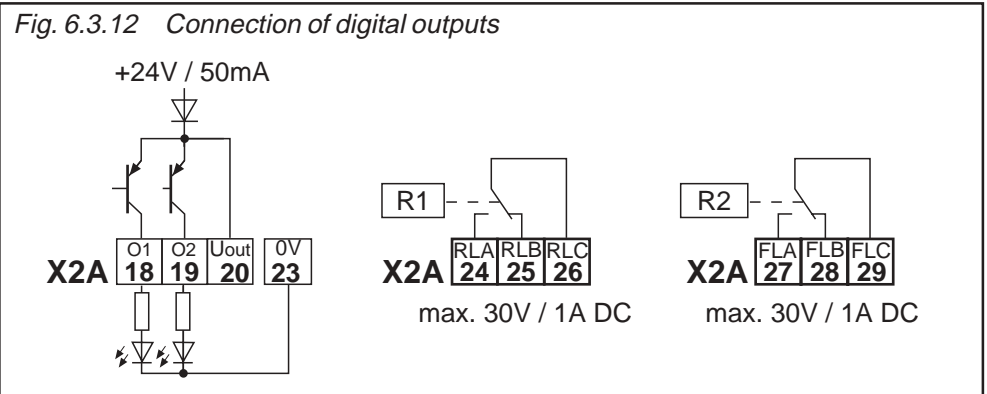 Fig. 6.3.12 Connection of digital outputs
+24V / 50mA
O1 O2 Uout 0V
X2A 18 19 20 23
R1
RLA RLB RLC
X2A 24 25 26
max. 30V / 1A DC
R2
FLA FLB FLC
X2A 27 28 29
max. 30V / 1A DC